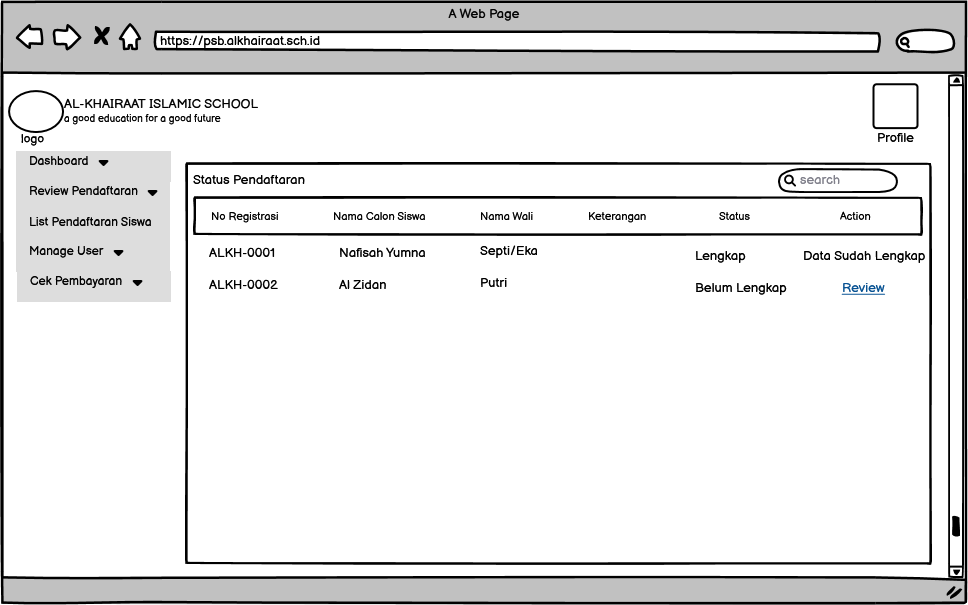 A Web Page
https://psb.alkhairaat.sch.id
AL-KHAIRAAT ISLAMIC SCHOOL
a good education for a good future
logo
Profile
Dashboard
Review Pendaftaran
List Pendaftaran Siswa
Manage User
Cek Pembayaran
Status Pendaftaran
search
No Registrasi Nama Calon Siswa Nama Wali Keterangan Status Action
ALKH-0001 Nafisah Yumna Septi/Eka Lengkap Data Sudah Lengkap
ALKH-0002 Al Zidan Putri Belum Lengkap Review